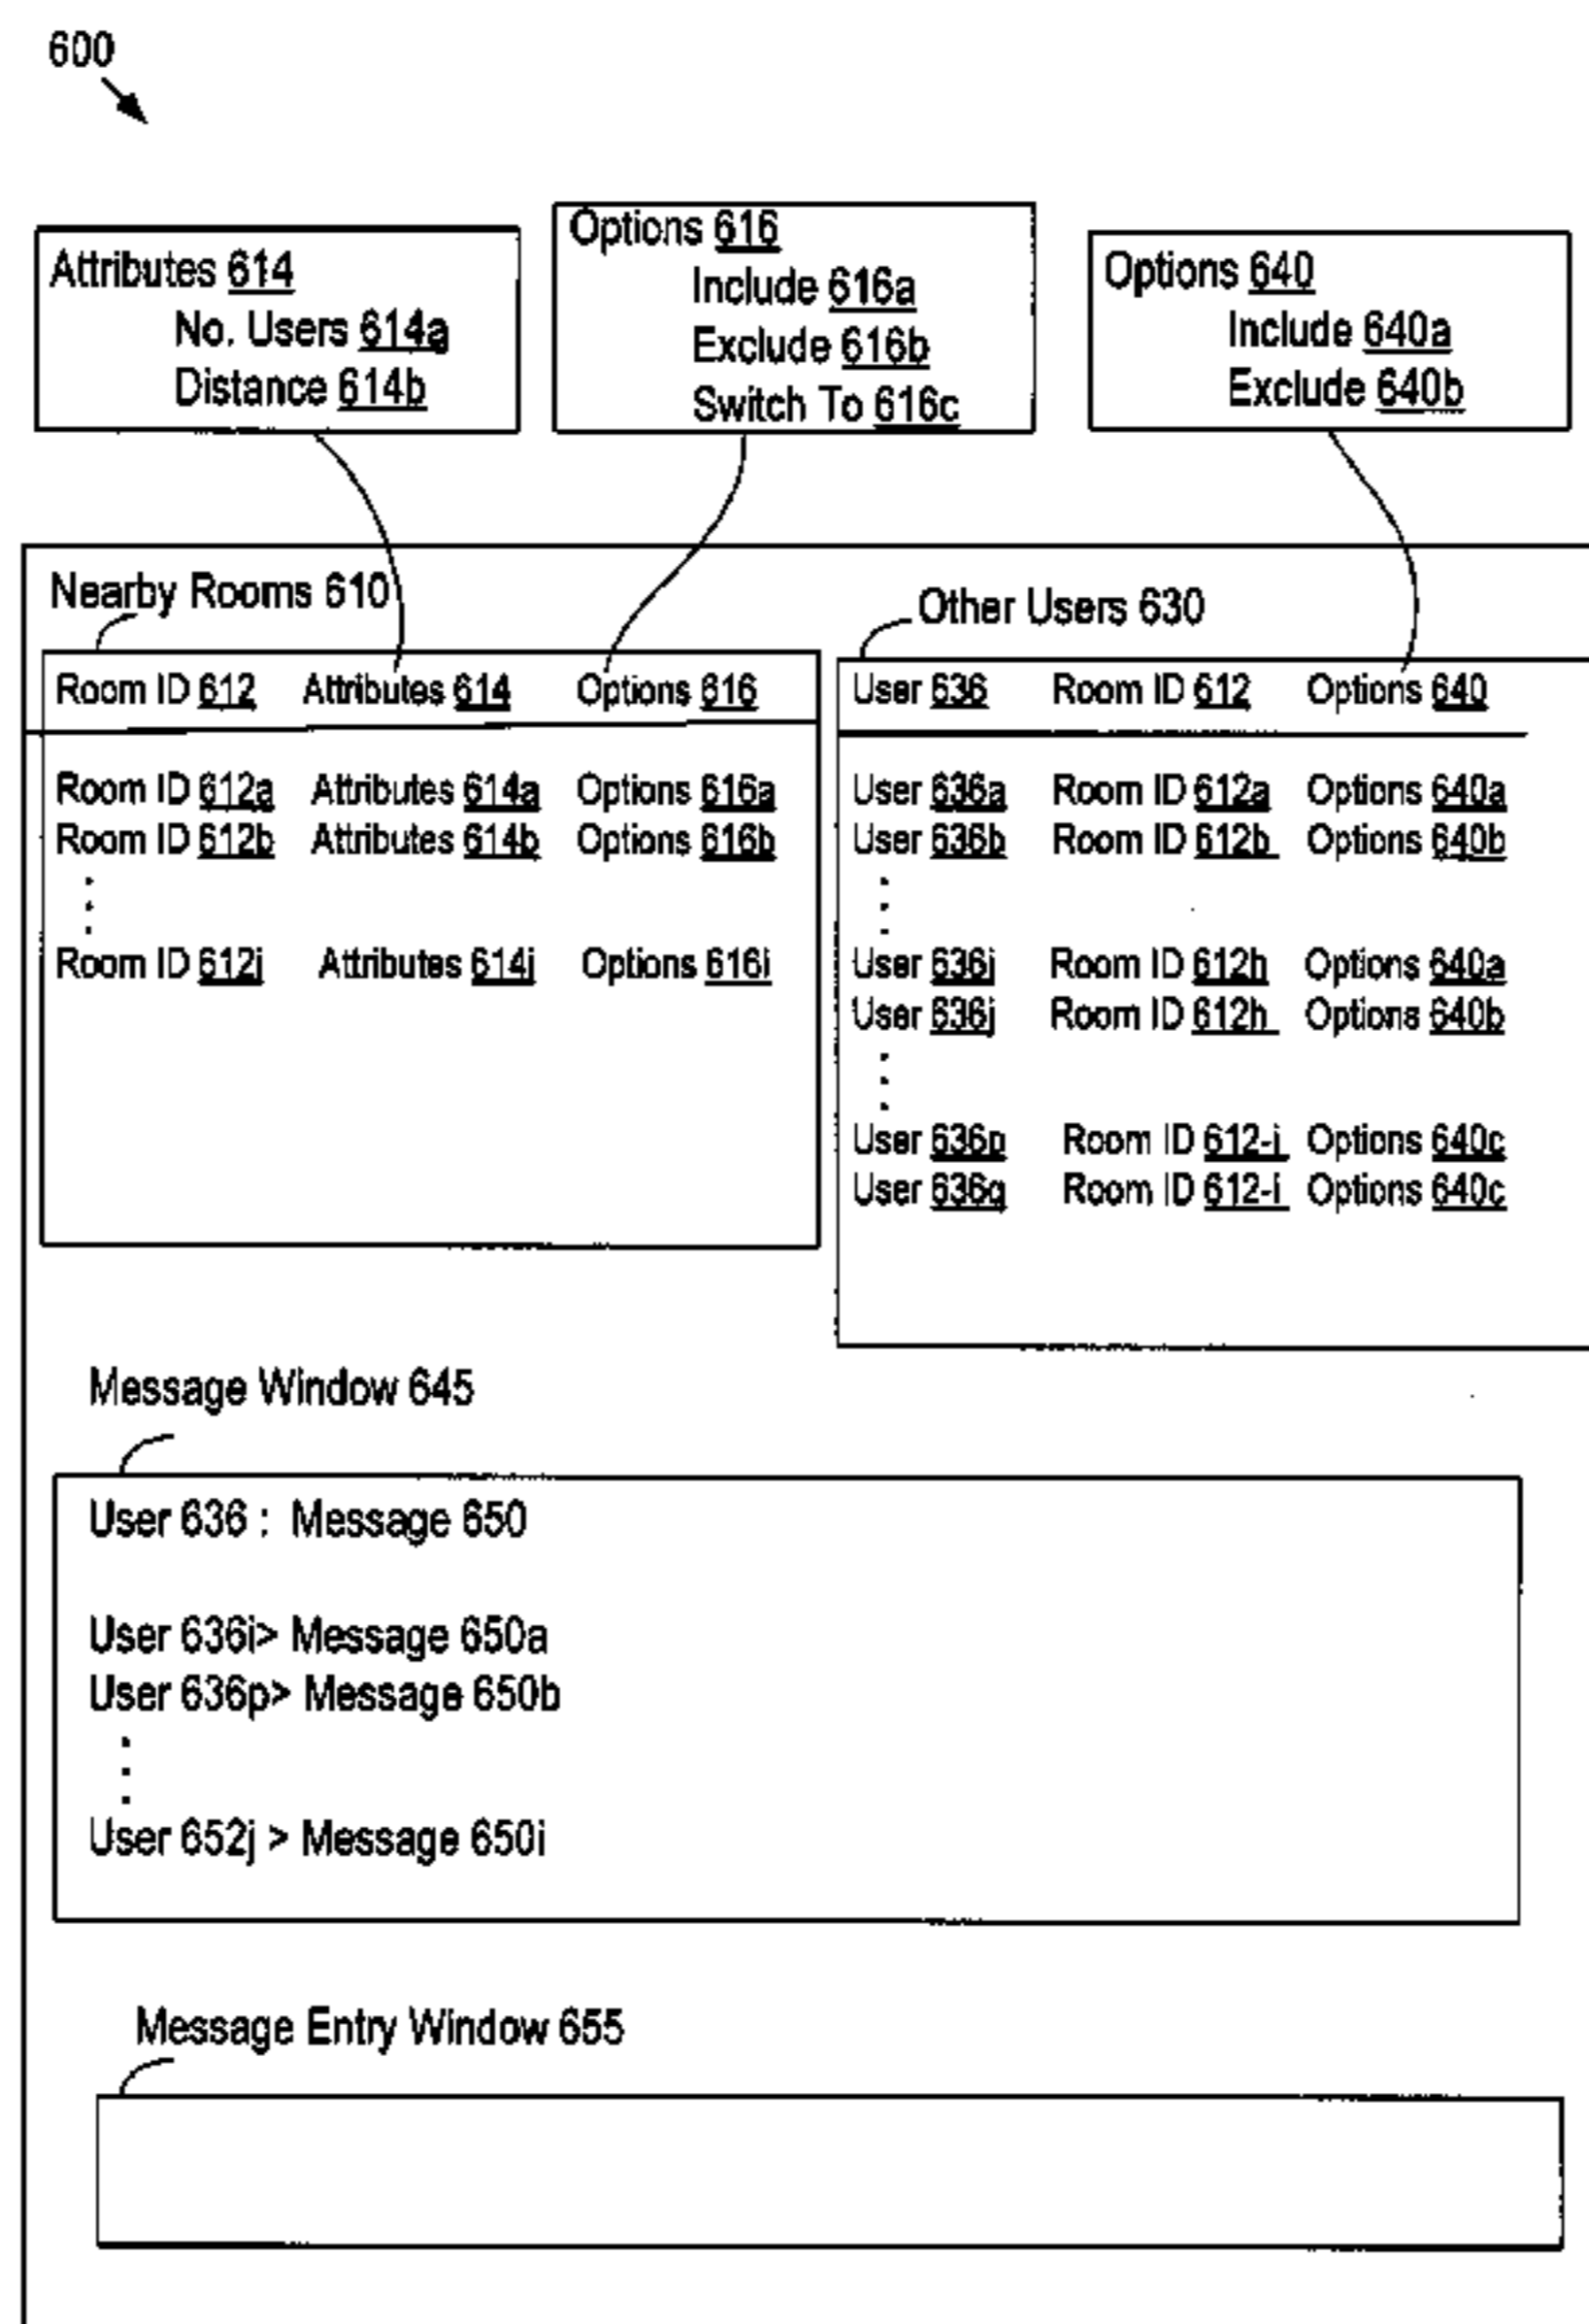 600
Attributes 614
No. Users 614a
Distance 614b
Options 616
Include 616a
Exclude 616b
Switch To 616c
Options 640
Include 640a
Exclude 640b
Nearby Rooms 610
Room ID 612 Attributes 614 Options 616
Room ID 612a Attributes 614a Options 616a
Room ID 612b Attributes 614b Options 616b
Room ID 612i Attributes 614i Options 616i
Other Users 630
User 636 Room ID 612 Options 640
User 636a Room ID 612a Options 640a
User 636b Room ID 612b Options 640b
User 636i Room ID 612h Options 640a
User 636j Room ID 612h Options 640b
User 636p Room ID 612-i Options 640c
User 636q Room ID 612-i Options 640c
Message Window 645
User 636 : Message 650
User 636i> Message 650a
User 636p> Message 650b
User 652j > Message 650i
Message Entry Window 655